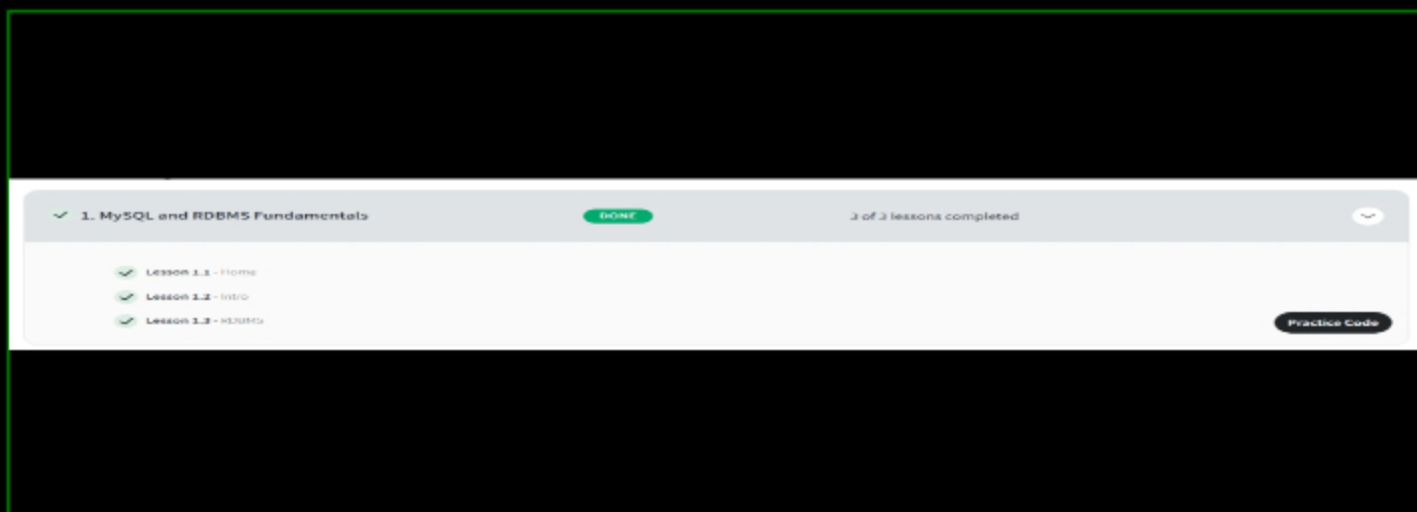 1. MySQL and RDBMS Fundamentals
DONE
3 of 3 lessons completed
Lesson 1.1 - Home
Lesson 1.2 - Intro
Lesson 1.3 - RDBMS
Practice Code